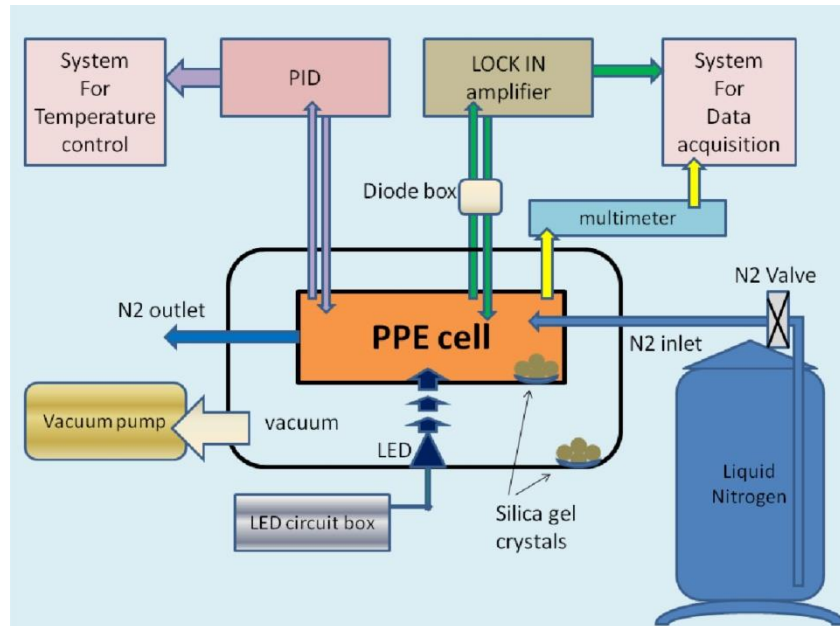 System
For
Temperature
control
PID
LOCK IN
amplifier
System
For
Data
acquisition
Diode box
multimeter
N2 Valve
N2 outlet
PPE cell
N2 inlet
Vacuum pump
vacuum
LED
Liquid
Nitrogen
LED circuit box
Silica gel
crystals